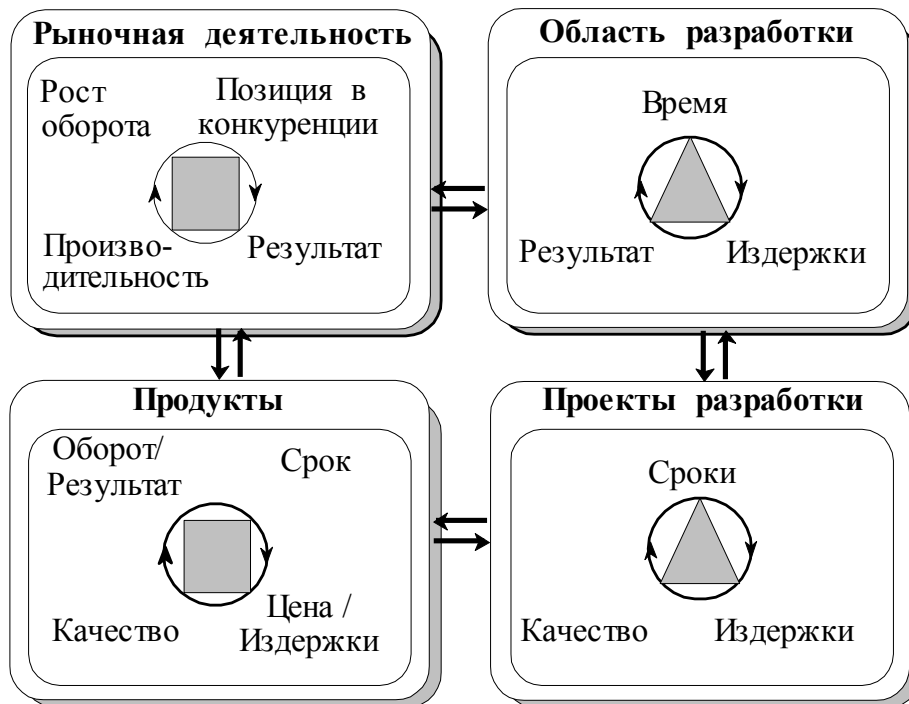 Рыночная деятельность
Рост
оборота
Позиция в
конкуренции
Произво-
дительность
Результат
Область разработки
Время
Результат
Издержки
Продукты
Оборот/
Результат
Срок
Качество
Цена /
Издержки
Проекты разработки
Сроки
Качество
Издержки